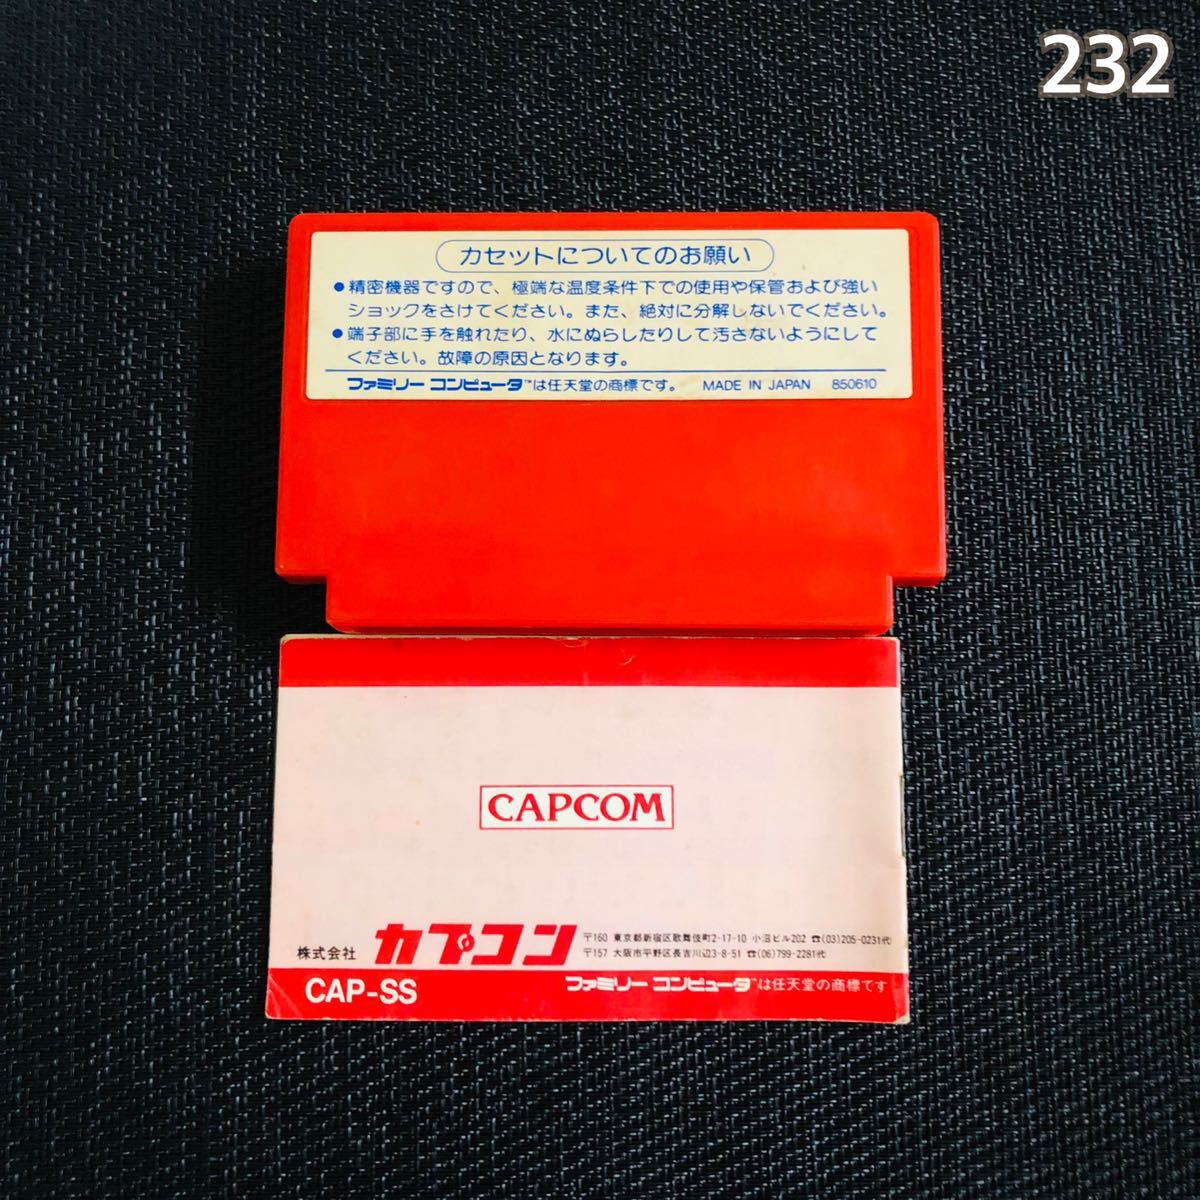 232
カセットについてのお願い
●精密機器ですので、極端な温度条件下での使用や保管および強い
ショックをさけてください。また、絶対に分解しないでください。
●端子部に手を触れたり、水にぬらしたりして汚さないようにして
ください。故障の原因となります。
ファミリー コンピュータ™は任天堂の商標です。 MADE IN JAPAN 850610
CAPCOM
株式会社 カプコン
〒160 東京都新宿区歌舞伎町2-17-10 小沼ビル202 ☎(03)205-0231代
〒157 大阪市平野区長吉川辺3-8-51 ☎(06)799-2281代
CAP-SS ファミリー コンピュータ™は任天堂の商標です